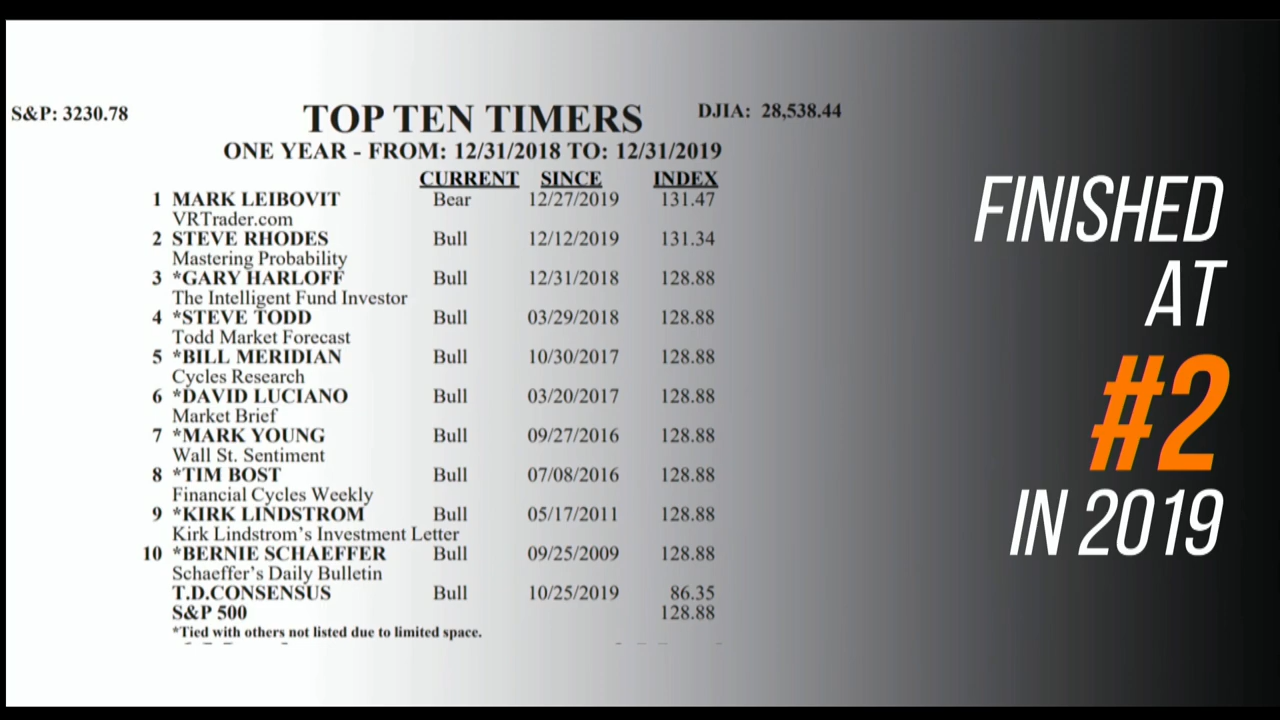 S&P: 3230.78
TOP TEN TIMERS
DJIA: 28,538.44
ONE YEAR - FROM: 12/31/2018 TO: 12/31/2019
CURRENT SINCE INDEX
1 MARK LEIBOVIT Bear 12/27/2019 131.47
VRTrader.com
2 STEVE RHODES Bull 12/12/2019 131.34
Mastering Probability
3 *GARY HARLOFF Bull 12/31/2018 128.88
The Intelligent Fund Investor
4 *STEVE TODD Bull 03/29/2018 128.88
Todd Market Forecast
5 *BILL MERIDIAN Bull 10/30/2017 128.88
Cycles Research
6 *DAVID LUCIANO Bull 03/20/2017 128.88
Market Brief
7 *MARK YOUNG Bull 09/27/2016 128.88
Wall St. Sentiment
8 *TIM BOST Bull 07/08/2016 128.88
Financial Cycles Weekly
9 *KIRK LINDSTROM Bull 05/17/2011 128.88
Kirk Lindstrom's Investment Letter
10 *BERNIE SCHAEFFER Bull 09/25/2009 128.88
Schaeffer's Daily Bulletin
T.D.CONSENSUS Bull 10/25/2019 86.35
S&P 500 128.88
*Tied with others not listed due to limited space.
FINISHED
AT
#2
IN 2019